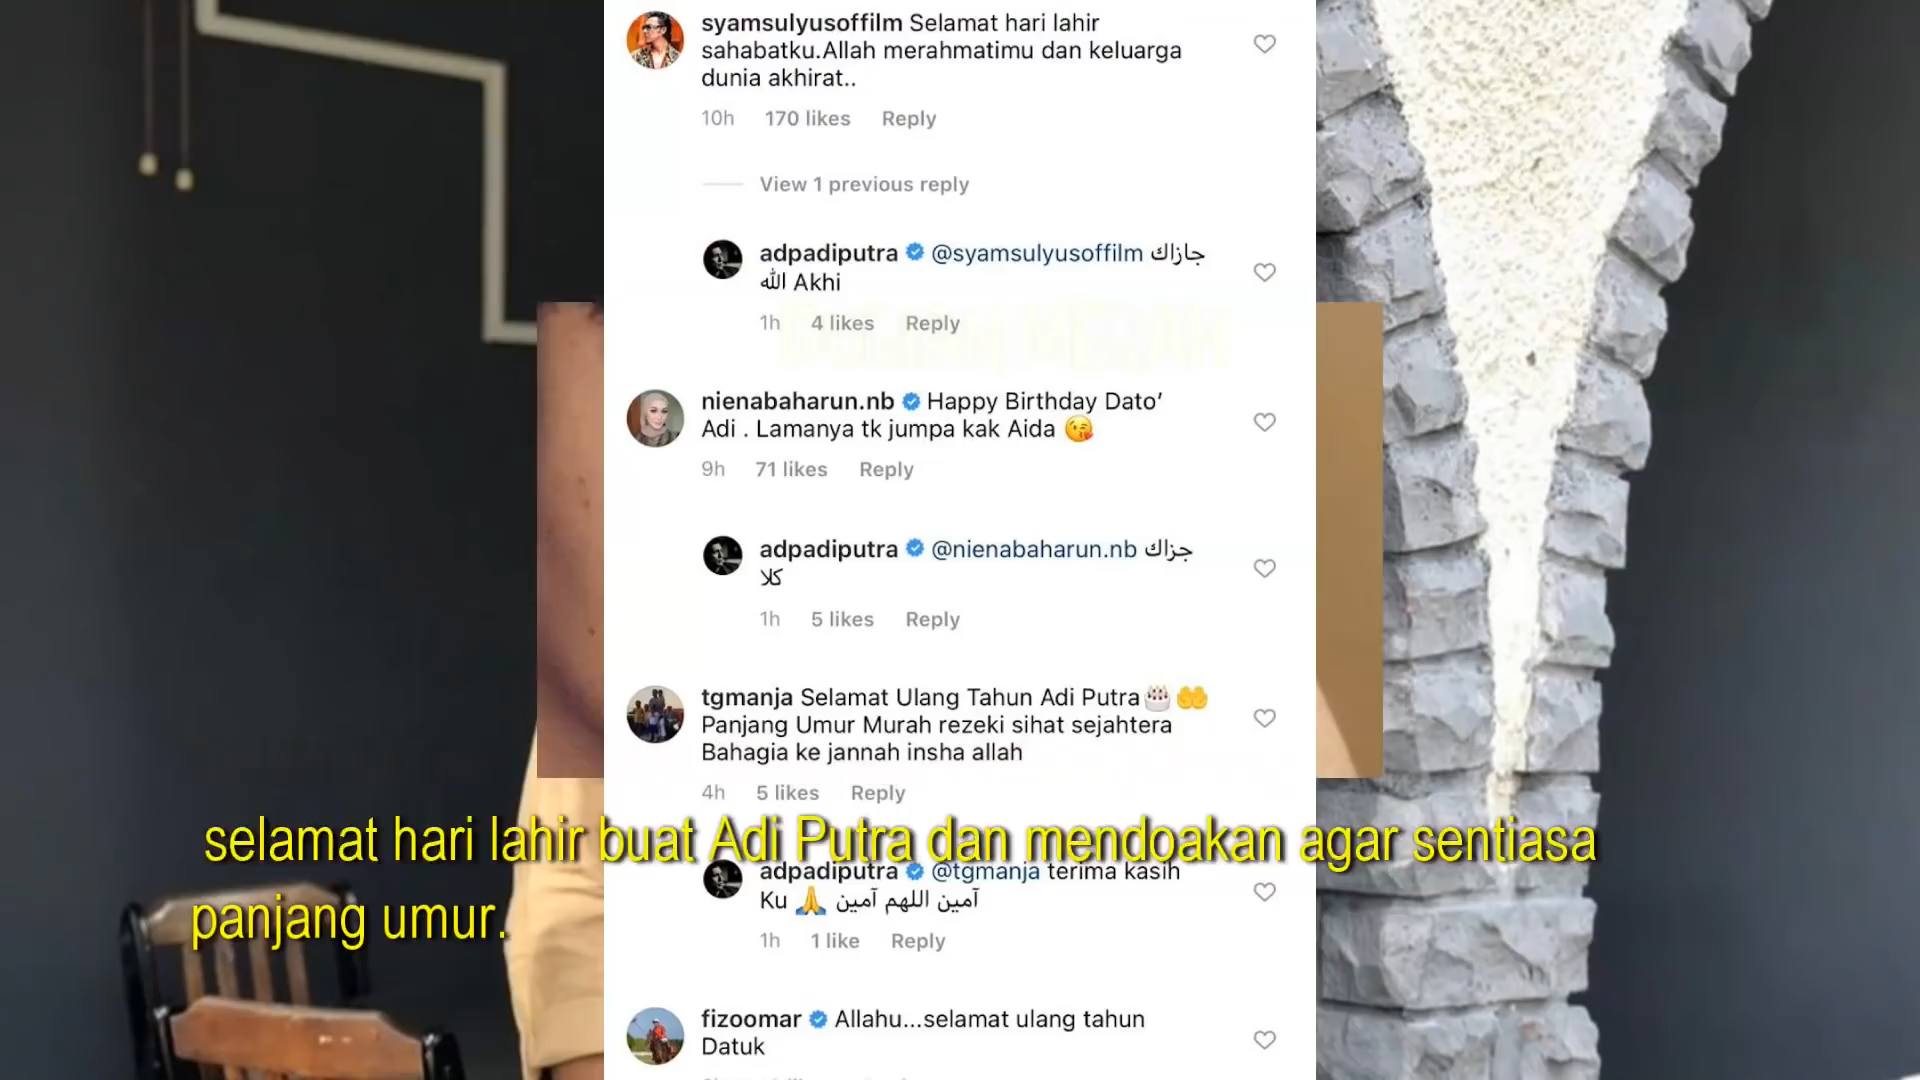 syamsulyusoffilm Selamat hari lahir
sahabatku.Allah merahmatimu dan keluarga
dunia akhirat..
10h 170 likes Reply
View 1 previous reply
adpadiputra @syamsulyusoffilm جازاك
الله Akhi
1h 4 likes Reply
nienabaharun.nb Happy Birthday Dato’
Adi . Lamanya tk jumpa kak Aida 😘
9h 71 likes Reply
adpadiputra @nienabaharun.nb جزاك
كلا
1h 5 likes Reply
tgmanja Selamat Ulang Tahun Adi Putra🎂 🤲
Panjang Umur Murah rezeki sihat sejahtera
Bahagia ke jannah insha allah
4h 5 likes Reply
selamat hari lahir buat Adi Putra dan mendoakan agar sentiasa
panjang umur.
adpadiputra @tgmanja terima kasih
Ku 🙏 آمين اللهم آمين
1h 1 like Reply
fizoomar Allahu...selamat ulang tahun
Datuk